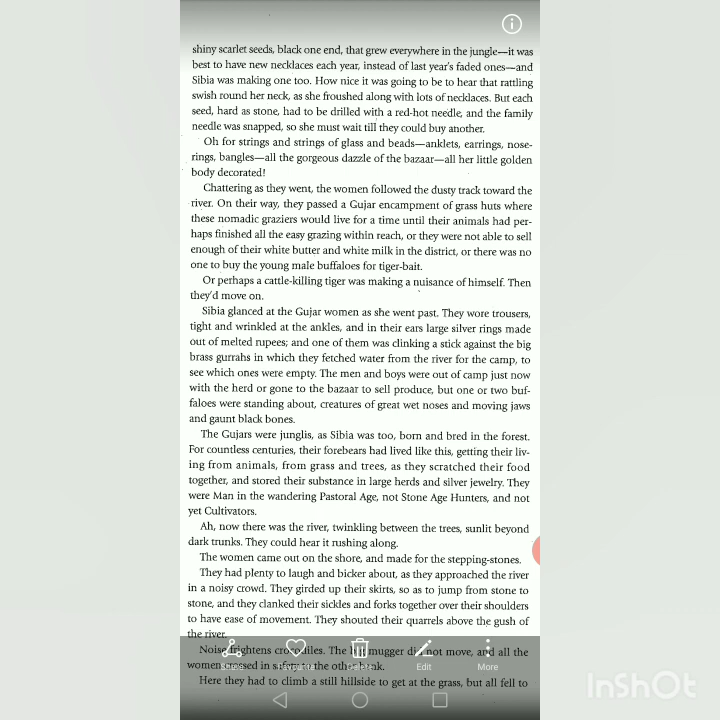 shiny scarlet seeds, black one end, that grew everywhere in the jungle—it was
best to have new necklaces each year, instead of last year's faded ones—and
Sibia was making one too. How nice it was going to be to hear that rattling
swish round her neck, as she froushed along with lots of necklaces. But each
seed, hard as stone, had to be drilled with a red-hot needle, and the family
needle was snapped, so she must wait till they could buy another.
Oh for strings and strings of glass and beads—anklets, earrings, nose-
rings, bangles—all the gorgeous dazzle of the bazaar—all her little golden
body decorated!
Chattering as they went, the women followed the dusty track toward the
river. On their way, they passed a Gujar encampment of grass huts where
these nomadic graziers would live for a time until their animals had per-
haps finished all the easy grazing within reach, or they were not able to sell
enough of their white butter and white milk in the district, or there was no
one to buy the young male buffaloes for tiger-bait.
Or perhaps a cattle-killing tiger was making a nuisance of himself. Then
they'd move on.
Sibia glanced at the Gujar women as she went past. They wore trousers,
tight and wrinkled at the ankles, and in their ears large silver rings made
out of melted rupees; and one of them was clinking a stick against the big
brass gurrahs in which they fetched water from the river for the camp, to
see which ones were empty. The men and boys were out of camp just now
with the herd or gone to the bazaar to sell produce, but one or two buf-
faloes were standing about, creatures of great wet noses and moving jaws
and gaunt black bones.
The Gujars were junglis, as Sibia was too, born and bred in the forest.
For countless centuries, their forebears had lived like this, getting their liv-
ing from animals, from grass and trees, as they scratched their food
together, and stored their substance in large herds and silver jewelry. They
were Man in the wandering Pastoral Age, not Stone Age Hunters, and not
yet Cultivators.
Ah, now there was the river, twinkling between the trees, sunlit beyond
dark trunks. They could hear it rushing along.
The women came out on the shore, and made for the stepping-stones.
They had plenty to laugh and bicker about, as they approached the river
in a noisy crowd. They girded up their skirts, so as to jump from stone to
stone, and they clanked their sickles and forks together over their shoulders
to have ease of movement. They shouted their quarrels above the gush of
the river.
Noise frightens crocodiles. The mugger did not move, and all the
women crossed in safety to the other bank.
Edit More
Here they had to climb a still hillside to get at the grass, but all fell to
InShOt